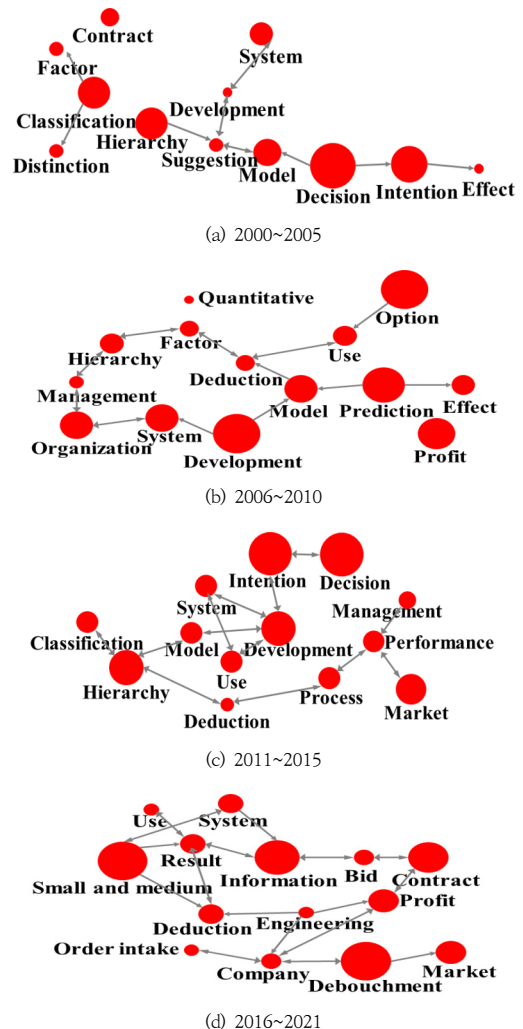 Contract
Factor
System
Classification
Development
Hierarchy
Distinction
Suggestion
Model
Decision
Intention
Effect
(a) 2000~2005
Quantitative
Option
Factor
Use
Hierarchy
Deduction
Management
Model
Prediction
Effect
Organization
System
Development
Profit
(b) 2006~2010
Intention
Decision
System
Management
Classification
Model
Development
Performance
Hierarchy
Use
Process
Market
Deduction
(c) 2011~2015
Use
System
Result
Small and medium
Information
Bid
Contract
Deduction
Engineering
Profit
Order intake
Company
Debouchment
Market
(d) 2016~2021